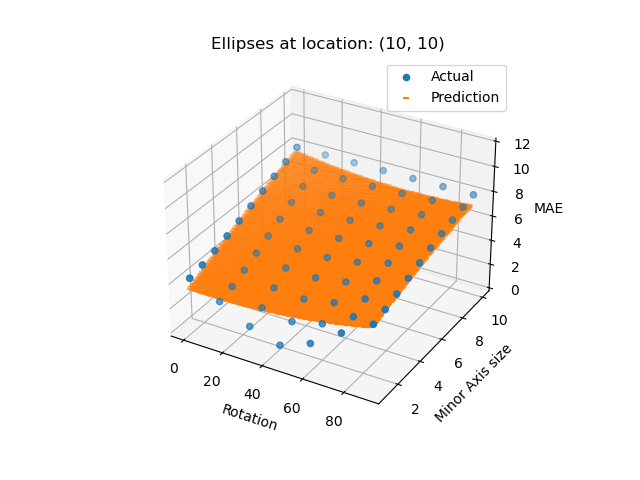 Ellipses at location: (10, 10)
Actual
Prediction
12
10
8
6
4
2
0
MAE
10
8
6
4
2
Minor Axis size
0
20
40
60
80
Rotation